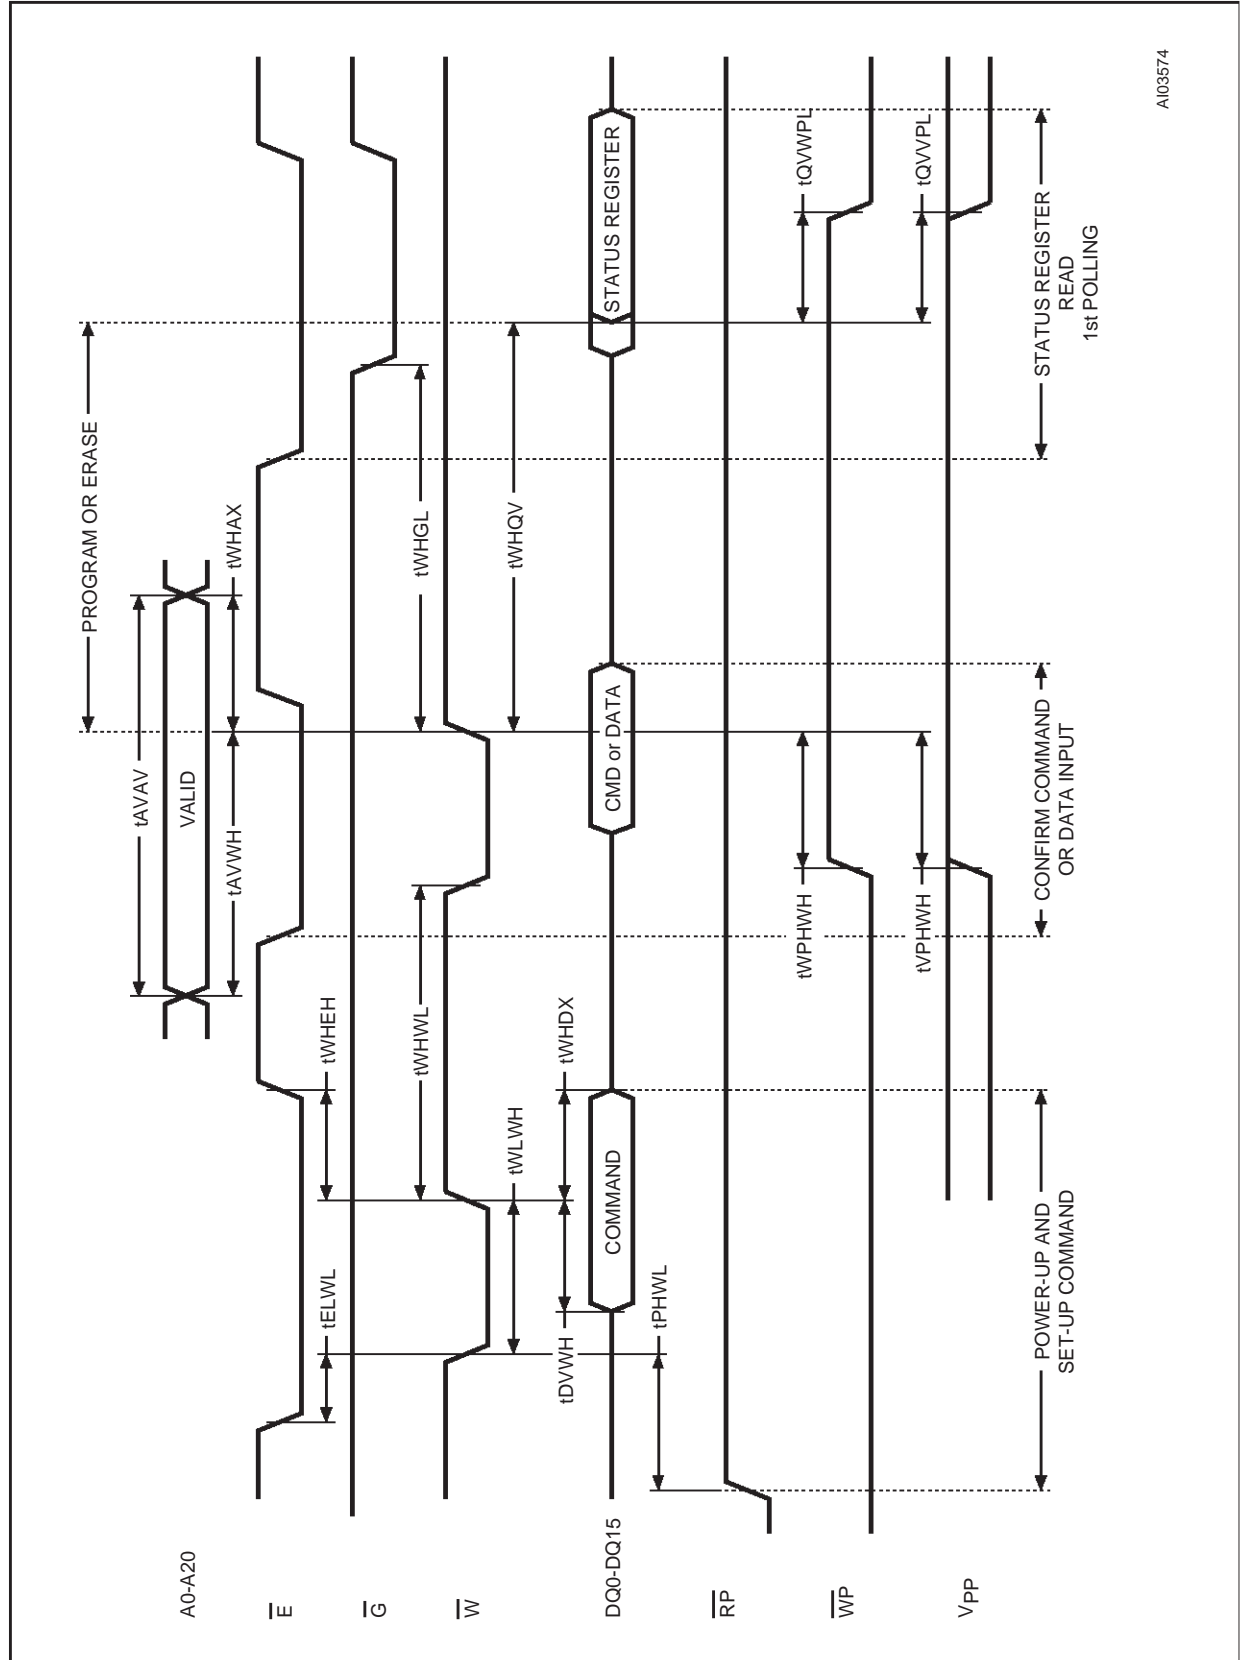 PROGRAM OR ERASE
tAVAV
A0-A20
VALID
tAVWH
tWHAX
E
tELWL
tWHEH
G
tWHWL
tWHGL
W
tWLWH
tWHQV
tDVWH
tWHDX
DQ0-DQ15
COMMAND
CMD or DATA
STATUS REGISTER
tPHWL
RP
tWPHWH
tQVWPL
WP
tVPHWH
tQVVPL
VPP
POWER-UP AND
SET-UP COMMAND
CONFIRM COMMAND
OR DATA INPUT
STATUS REGISTER
READ
1st POLLING
AI03574